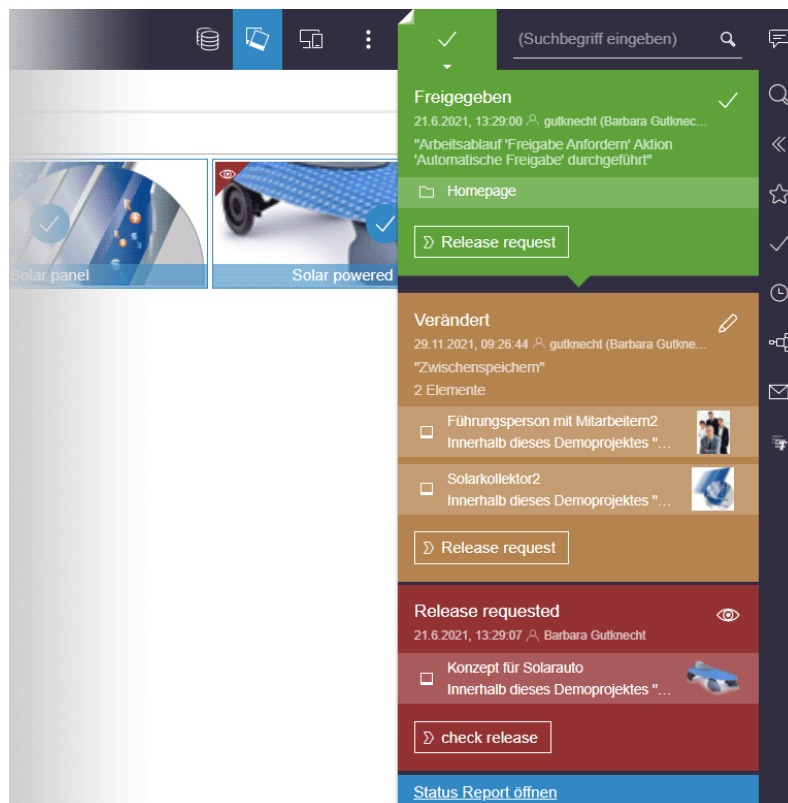 (Suchbegriff eingeben)
Freigegeben
21.6.2021, 13:29:00 gutknecht (Barbara Gutknec...
"Arbeitsablauf 'Freigabe Anfordern' Aktion
'Automatische Freigabe' durchgeführt"
Homepage
Release request
Solar panel
Solar powered
Verändert
29.11.2021, 09:26:44 gutknecht (Barbara Gutkne...
"Zwischenspeichern"
2 Elemente
Führungsperson mit Mitarbeitern2
Innerhalb dieses Demoprojektes "...
Solarkollektor2
Innerhalb dieses Demoprojektes "...
Release request
Release requested
21.6.2021, 13:29:07 Barbara Gutknecht
Konzept für Solarauto
Innerhalb dieses Demoprojektes "...
check release
Status Report öffnen